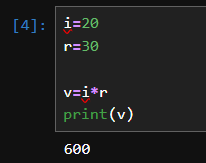 [4]: i=20
r=30
v=i*r
print(v)
600